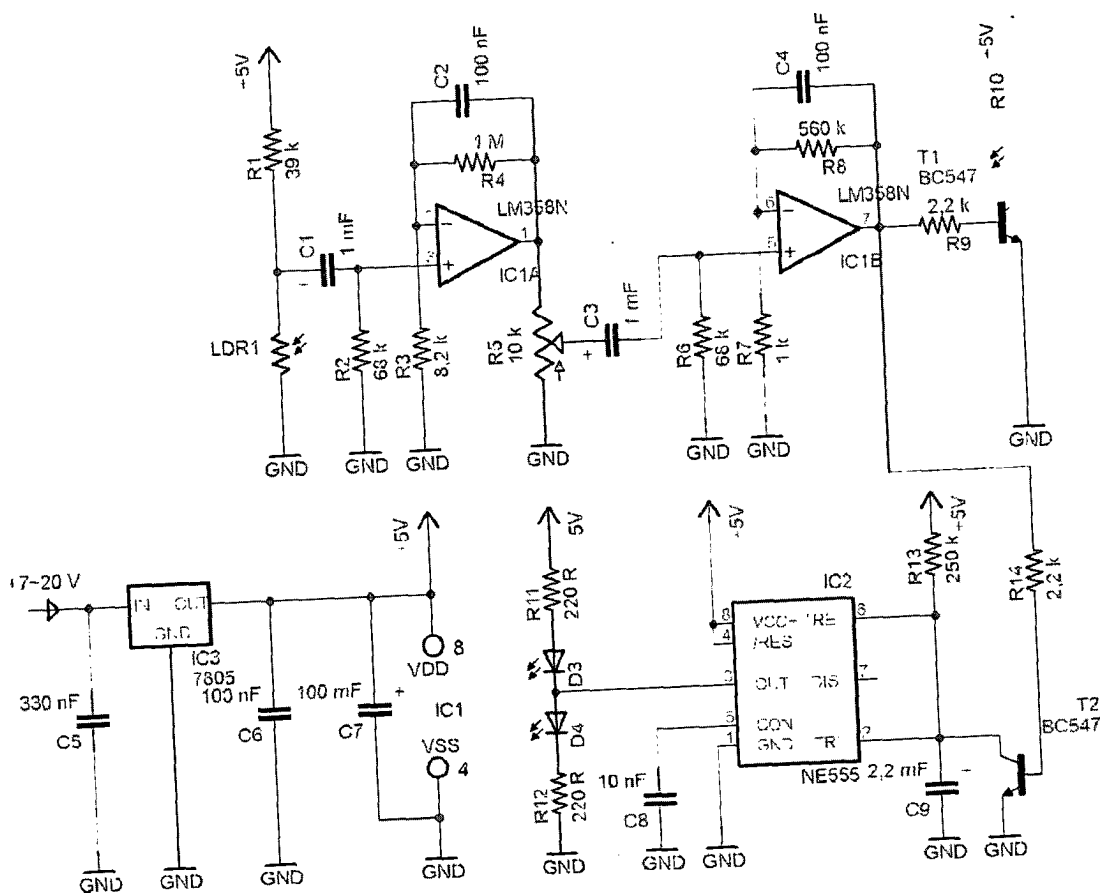 +5V
R1
39 k
C1
1 mF
+
LDR1
GND
R2
68 k
GND
R3
8,2 k
GND
C2
100 nF
1 M
R4
LM358N
3
1
IC1A
R5
10 k
GND
C3
1 mF
+
R6
68 k
GND
R7
1 k
GND
C4
100 nF
560 k
R8
LM358N
6
5
7
IC1B
2,2 k
R9
T1
BC547
R10
+5V
GND
+7~20 V
330 nF
C5
GND
IN
OUT
GND
IC3
7805
GND
100 nF
C6
GND
100 mF
+
C7
+5V
8
VDD
IC1
VSS
4
GND
5V
R11
220 R
D3
D4
R12
220 R
GND
+5V
IC2
8
4
3
5
1
6
7
2
VCC+
/RES
OUT
CON
GND
NE555
10 nF
C8
GND
GND
+5V
R13
250 k
2,2 mF
+
C9
GND
R14
2,2 k
T2
BC547
GND